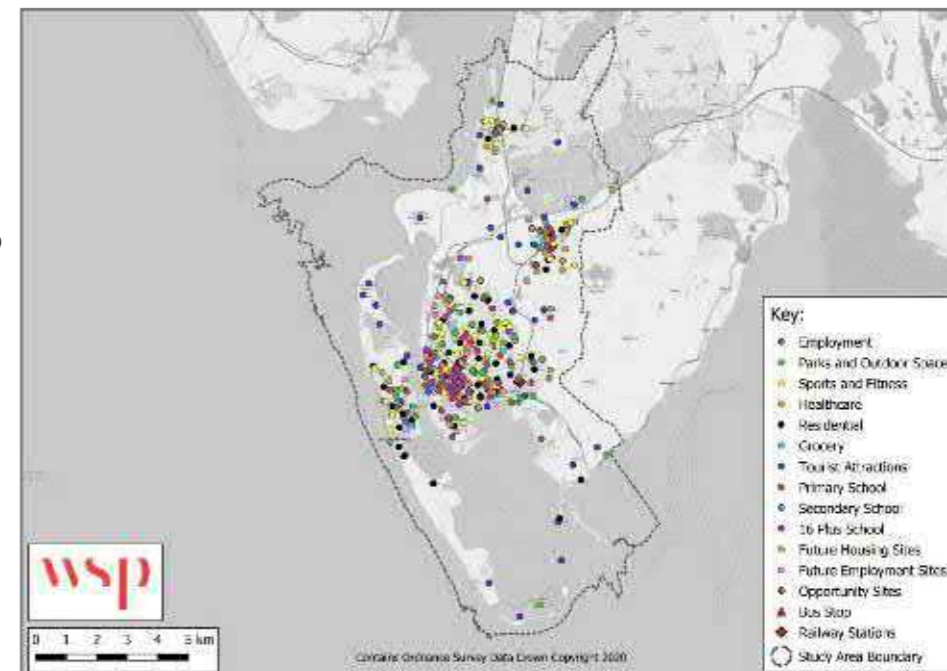 Key:
Employment
Parks and Outdoor Space
Sports and Fitness
Healthcare
Residential
Grocery
Tourist Attractions
Primary School
Secondary School
16 Plus School
Future Housing Sites
Future Employment Sites
Opportunity Sites
Bus Stop
Railway Stations
Study Area Boundary
wsp
0 1 2 3 4 5 km
Contains Ordnance Survey Data Crown Copyright 2020